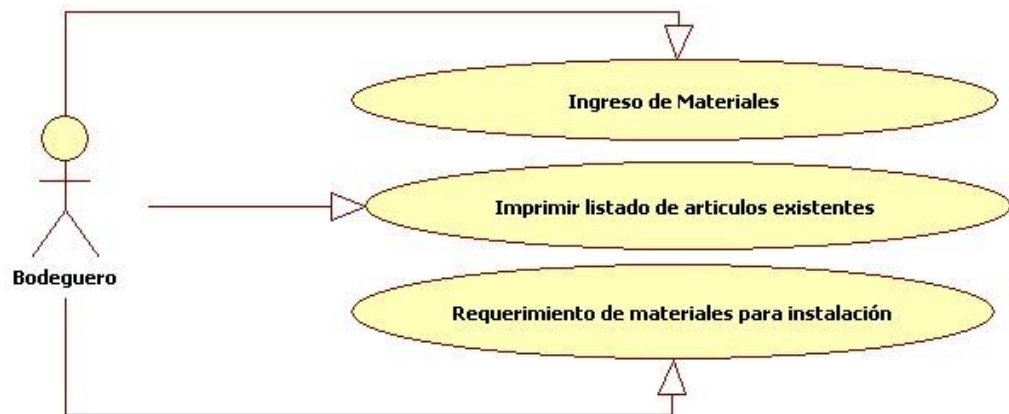 Ingreso de Materiales
Imprimir listado de articulos existentes
Bodeguero
Requerimiento de materiales para instalación